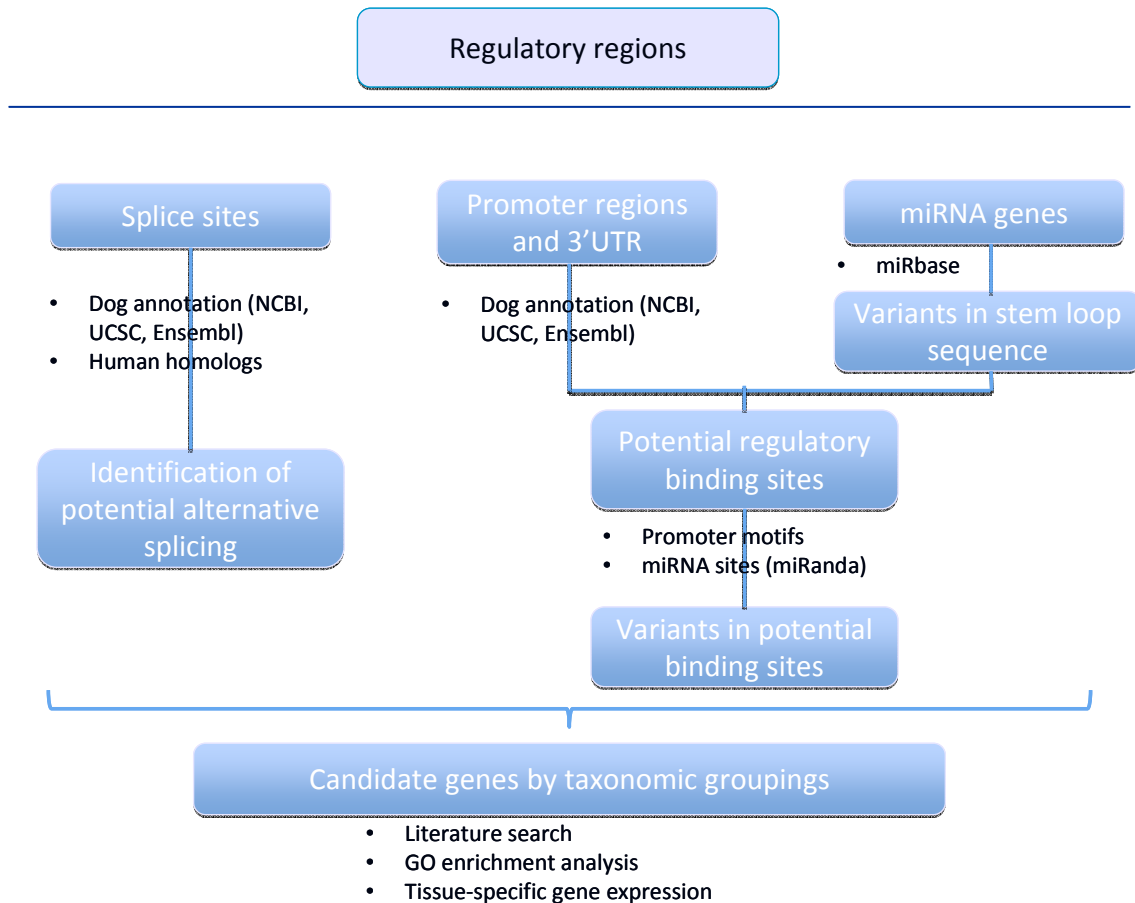 Regulatory regions
Splice sites
• Dog annotation (NCBI,
UCSC, Ensembl)
• Human homologs
Identification of
potential alternative
splicing
Promoter regions
and 3’UTR
• Dog annotation (NCBI,
UCSC, Ensembl)
miRNA genes
• miRbase
Variants in stem loop
sequence
Potential regulatory
binding sites
• Promoter motifs
• miRNA sites (miRanda)
Variants in potential
binding sites
Candidate genes by taxonomic groupings
• Literature search
• GO enrichment analysis
• Tissue-specific gene expression